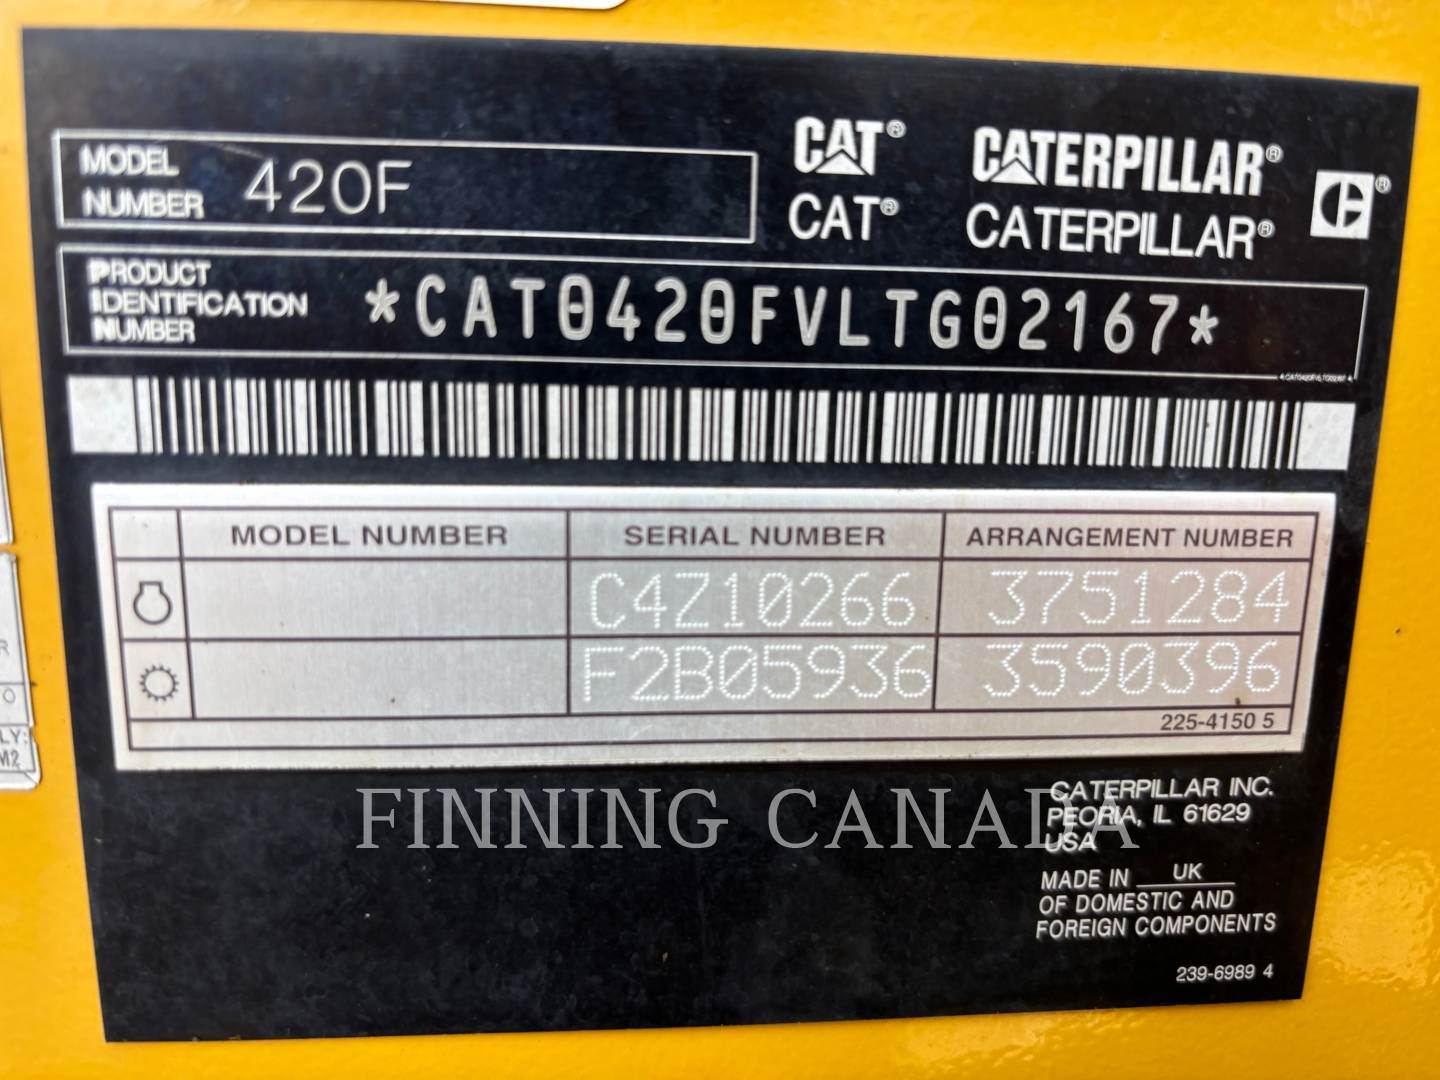 MODEL
NUMBER 420F
CAT® CATERPILLAR®
CAT® CATERPILLAR®
PRODUCT
IDENTIFICATION
NUMBER
*CAT0420FVLTG02167*
MODEL NUMBER SERIAL NUMBER ARRANGEMENT NUMBER
C4Z10266 3751284
F2B05936 3590396
225-4150 5
FINNING CANADA
CATERPILLAR INC.
PEORIA, IL 61629
USA
MADE IN UK
OF DOMESTIC AND
FOREIGN COMPONENTS
239-6989 4
R
O
LY:
M2